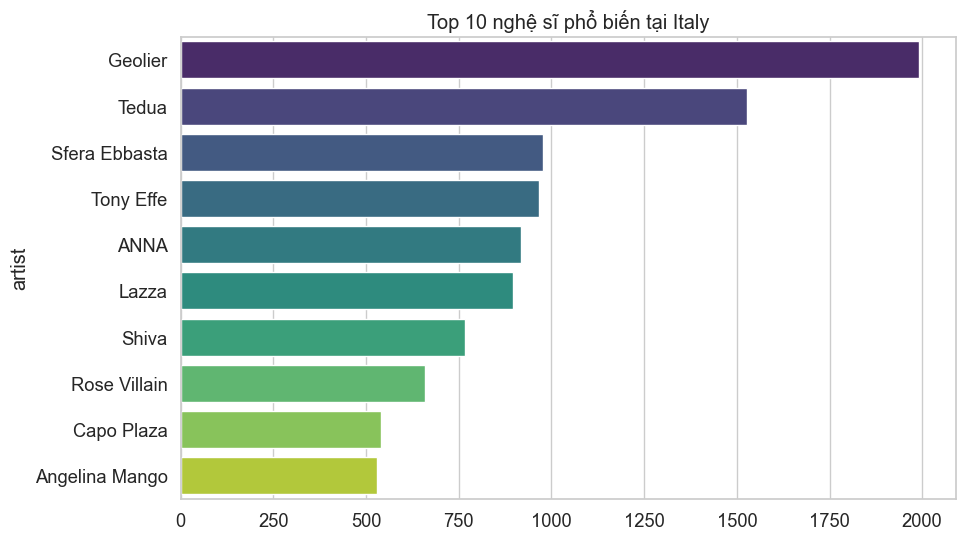 Top 10 nghệ sĩ phổ biến tại Italy
artist
Geolier
Tedua
Sfera Ebbasta
Tony Effe
ANNA
Lazza
Shiva
Rose Villain
Capo Plaza
Angelina Mango
0 250 500 750 1000 1250 1500 1750 2000